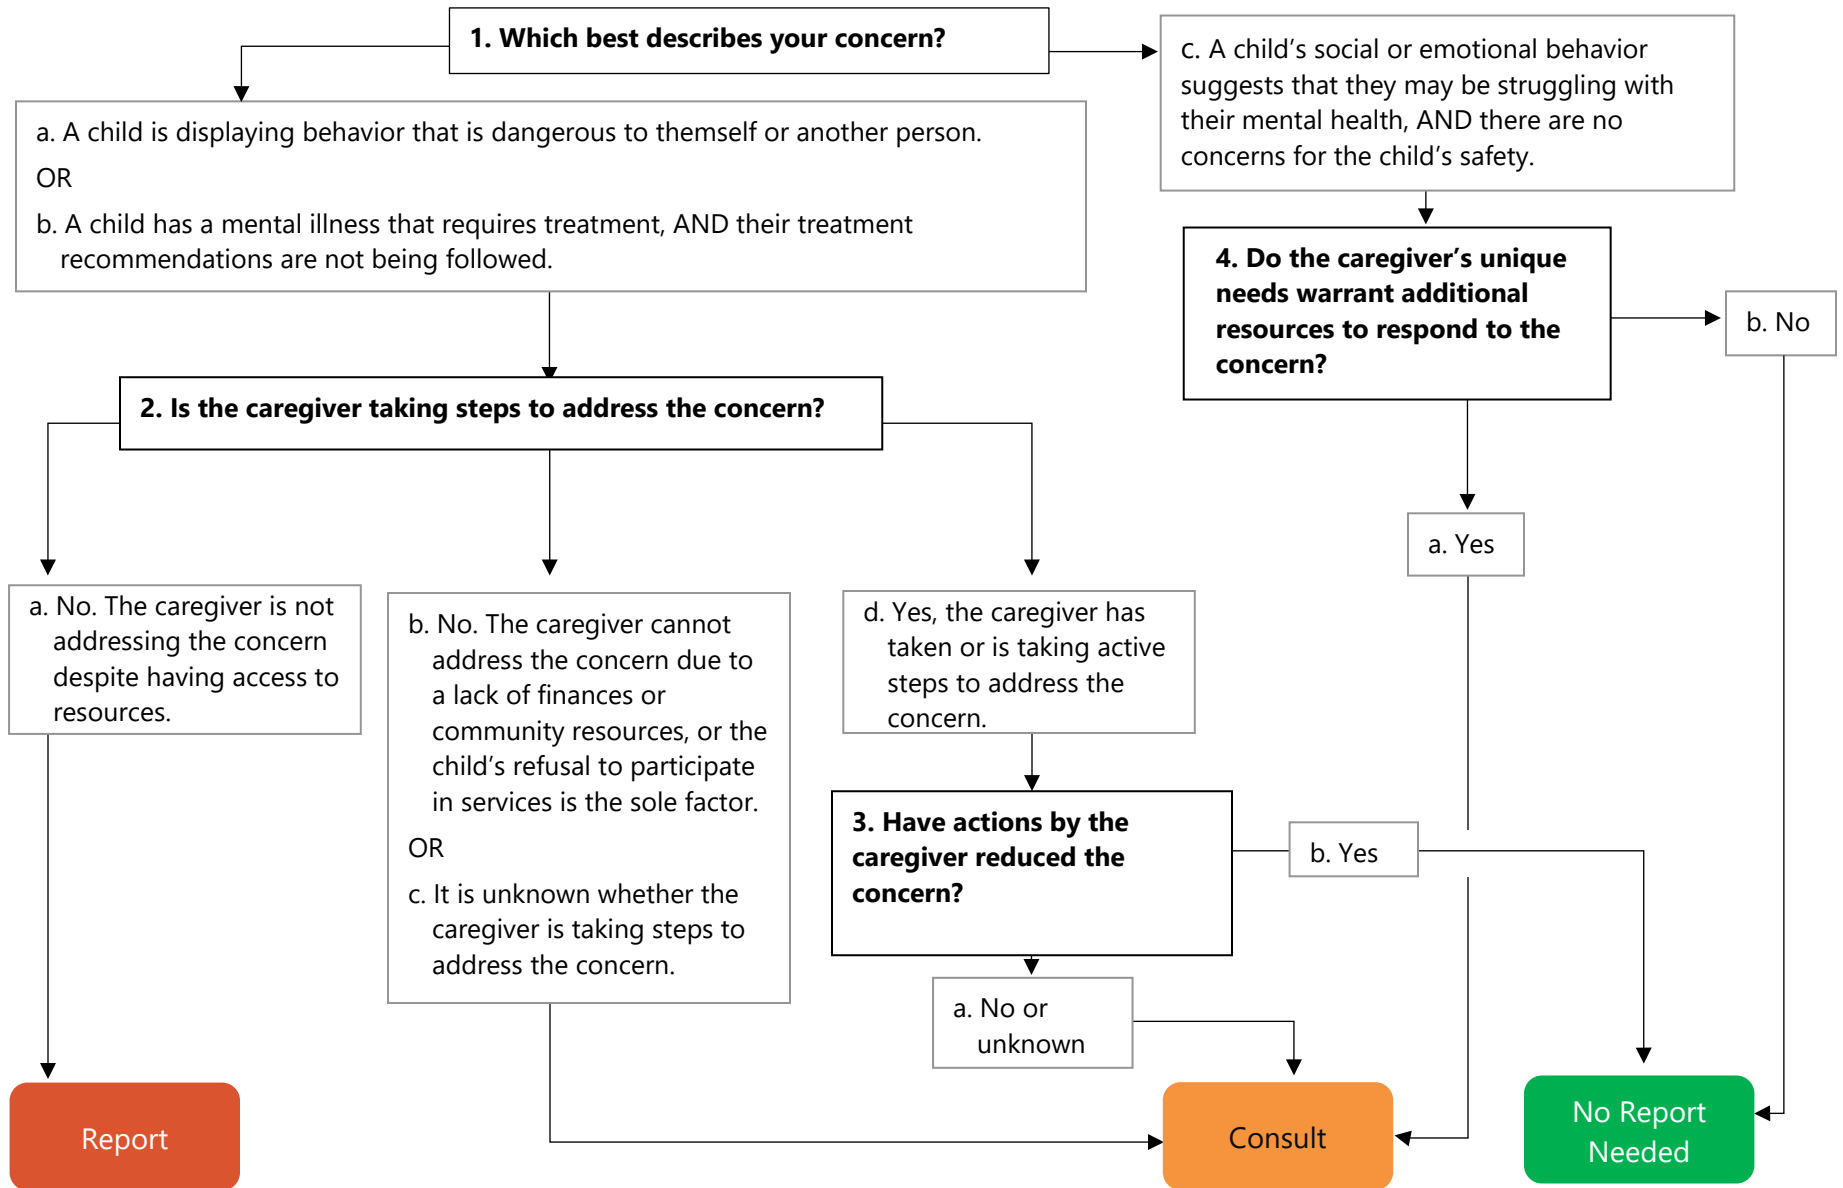 1. Which best describes your concern?
a. A child is displaying behavior that is dangerous to themself or another person.
OR
b. A child has a mental illness that requires treatment, AND their treatment
recommendations are not being followed.
c. A child’s social or emotional behavior
suggests that they may be struggling with
their mental health, AND there are no
concerns for the child’s safety.
4. Do the caregiver’s unique
needs warrant additional
resources to respond to the
concern?
b. No
a. Yes
2. Is the caregiver taking steps to address the concern?
a. No. The caregiver is not
addressing the concern
despite having access to
resources.
b. No. The caregiver cannot
address the concern due to
a lack of finances or
community resources, or the
child’s refusal to participate
in services is the sole factor.
OR
c. It is unknown whether the
caregiver is taking steps to
address the concern.
d. Yes, the caregiver has
taken or is taking active
steps to address the
concern.
3. Have actions by the
caregiver reduced the
concern?
b. Yes
a. No or
unknown
Report
Consult
No Report
Needed